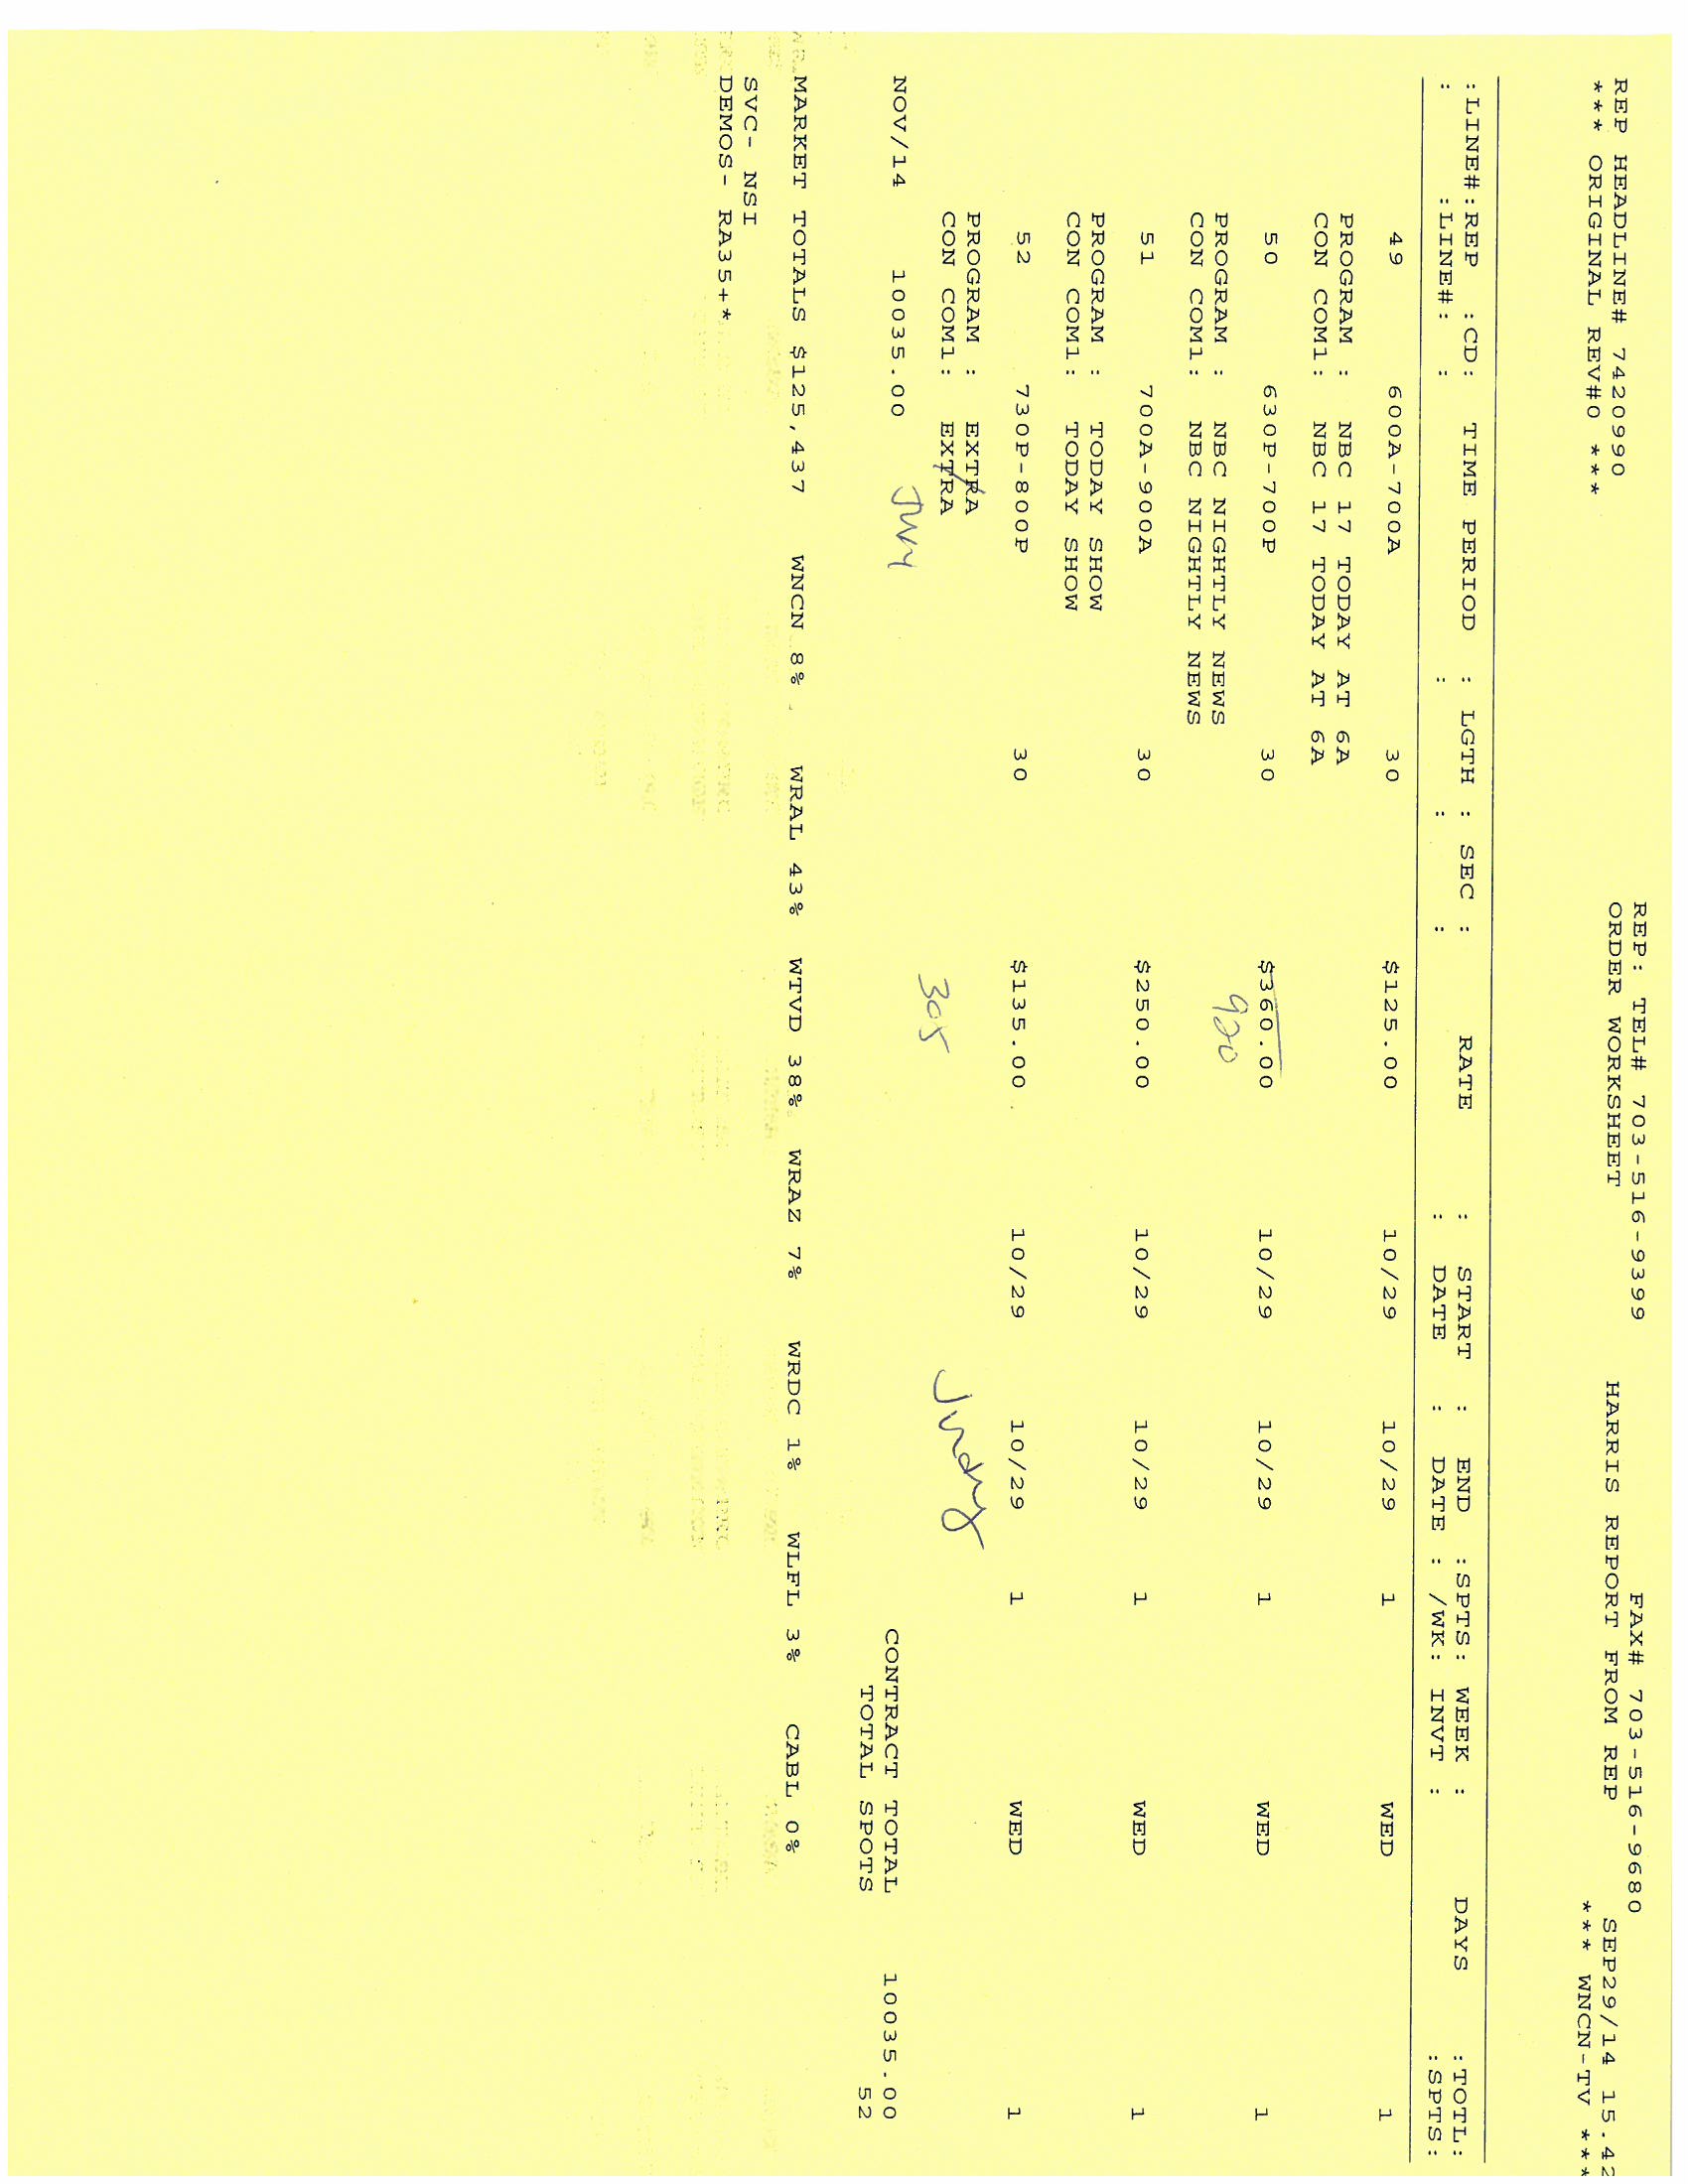 REP: TEL# 703-516-9399 FAX# 703-516-9680
REP HEADLINE# 7420990 ORDER WORKSHEET HARRIS REPORT FROM REP SEP29/14 15.42
*** ORIGINAL REV#0 *** *** WNCN-TV ***
:LINE#:REP :CD: TIME PERIOD : LGTH : SEC : RATE : START : END :SPTS: WEEK : DAYS :TOTL:
: :LINE#: : : : : DATE : DATE : /WK: INVT : :SPTS:
49 600A-700A 30 $125.00 10/29 10/29 1 WED 1
PROGRAM : NBC 17 TODAY AT 6A
CON COM1: NBC 17 TODAY AT 6A
50 630P-700P 30 $360.00 10/29 10/29 1 WED 1
920
PROGRAM : NBC NIGHTLY NEWS
CON COM1: NBC NIGHTLY NEWS
51 700A-900A 30 $250.00 10/29 10/29 1 WED 1
PROGRAM : TODAY SHOW
CON COM1: TODAY SHOW
52 730P-800P 30 $135.00 10/29 10/29 1 WED 1
PROGRAM : EXTRA
CON COM1: EXTRA
305 Jndny
NOV/14 10035.00 CONTRACT TOTAL 10035.00
TOTAL SPOTS 52
MARKET TOTALS $125,437 WNCN 8% WRAL 43% WTVD 38% WRAZ 7% WRDC 1% WLFL 3% CABL 0%
SVC- NSI
DEMOS- RA35+*